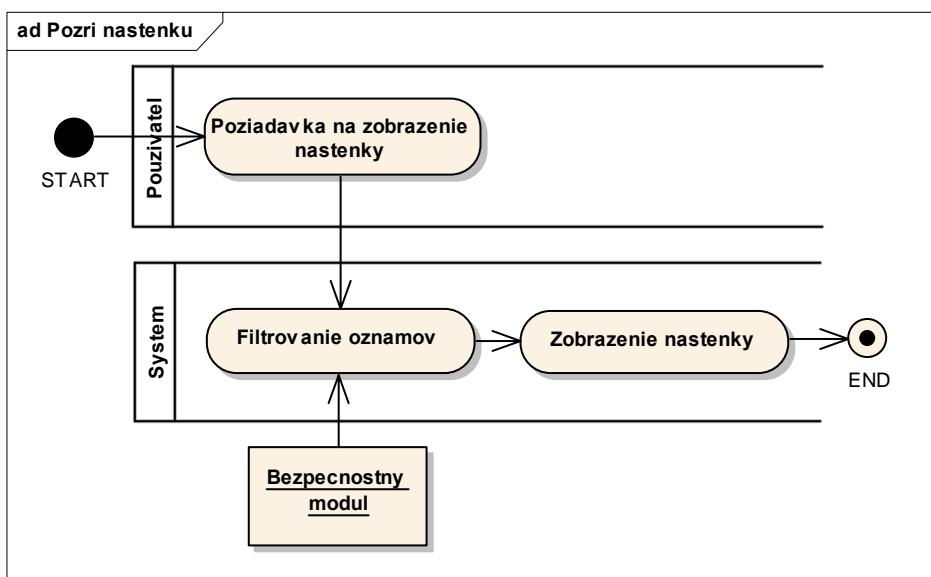 ad Pozri nastenku
Pouzivatel
Poziadavka na zobrazenie
nastenky
START
System
Filtrovanie oznamov
Zobrazenie nastenky
END
Bezpecnostny
modul